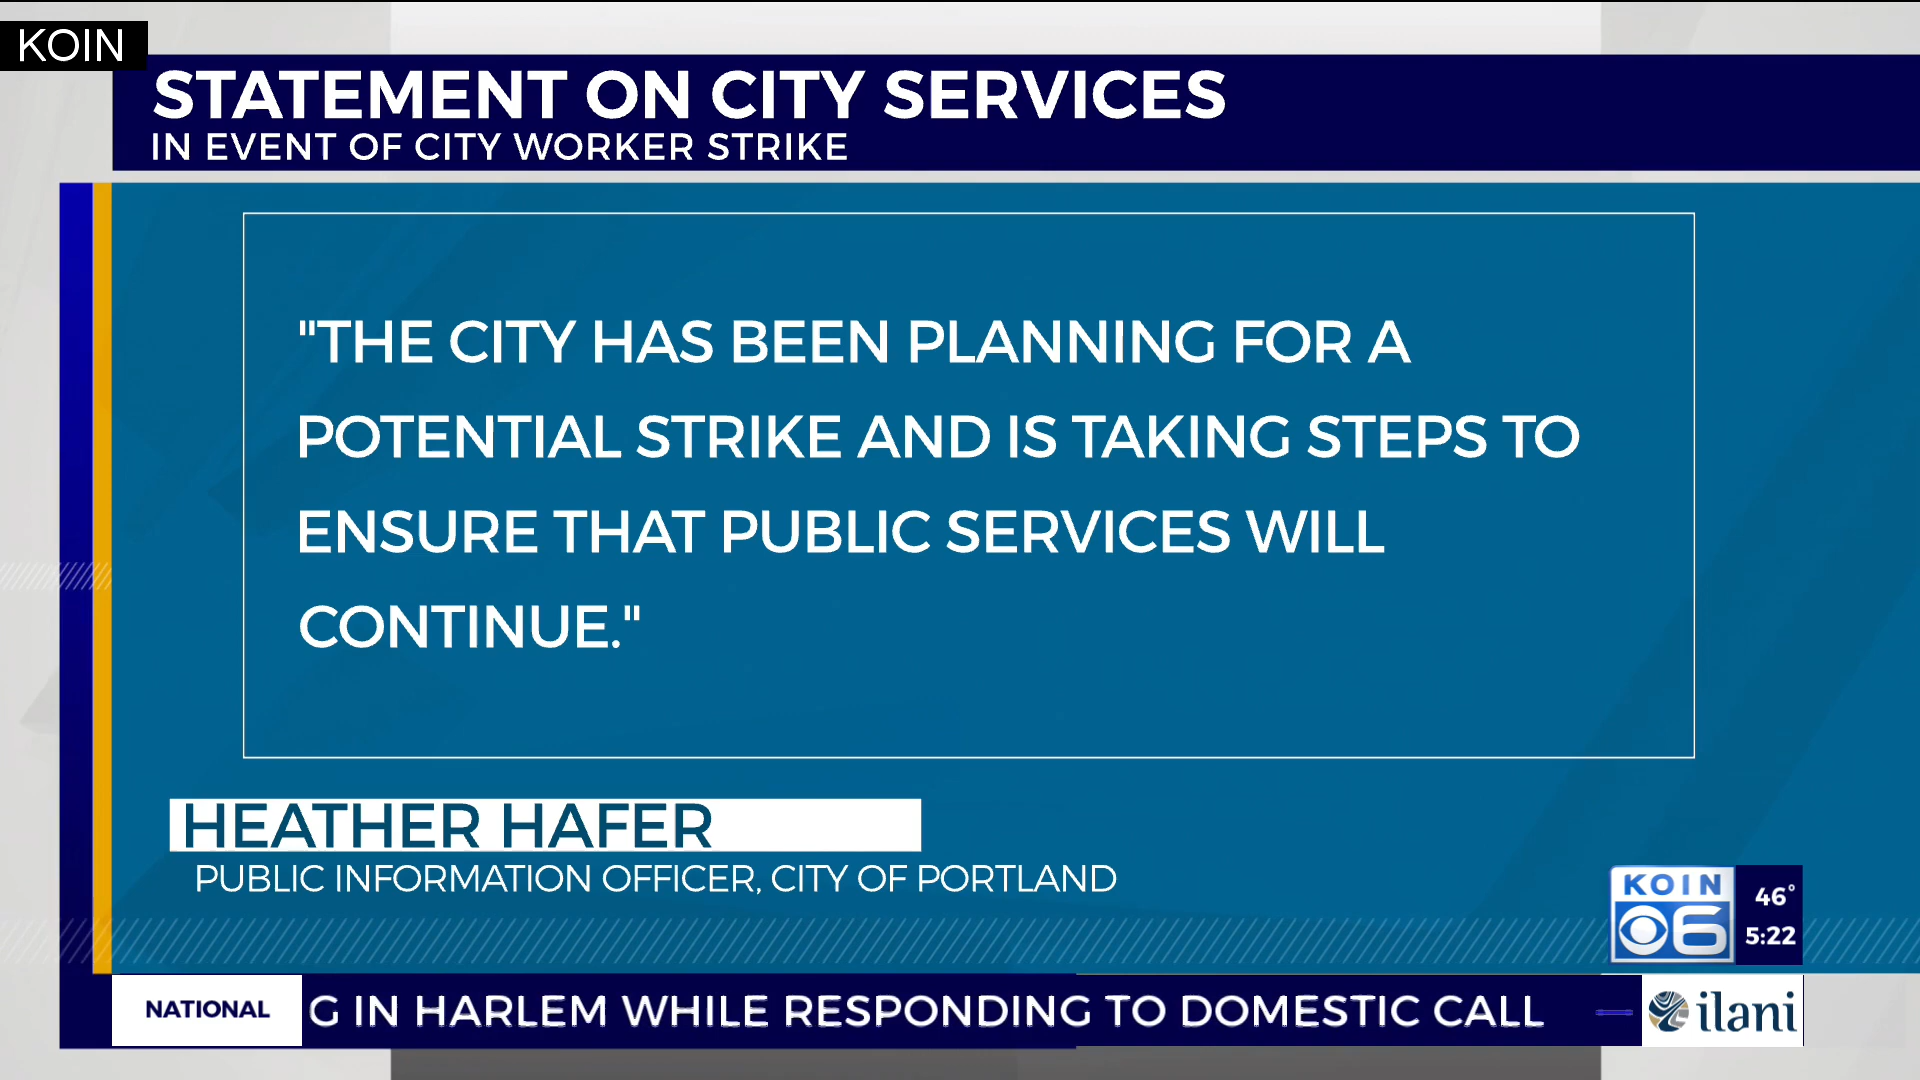 KOIN
STATEMENT ON CITY SERVICES
IN EVENT OF CITY WORKER STRIKE
"THE CITY HAS BEEN PLANNING FOR A
POTENTIAL STRIKE AND IS TAKING STEPS TO
ENSURE THAT PUBLIC SERVICES WILL
CONTINUE."
HEATHER HAFER
PUBLIC INFORMATION OFFICER, CITY OF PORTLAND
KOIN
6
46°
5:22
NATIONAL
G IN HARLEM WHILE RESPONDING TO DOMESTIC CALL
ilani